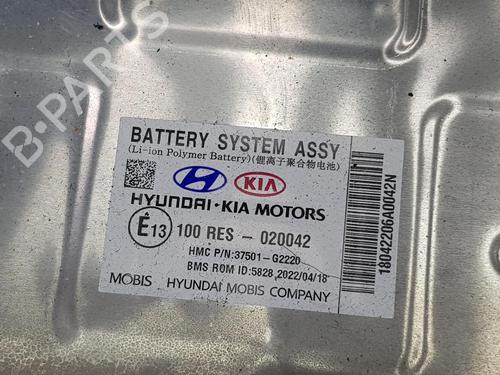 B-PARTS
BATTERY SYSTEM ASSY
(Li-ion Polymer Battery)(锂离子聚合物电池)
KIA
HYUNDAI·KIA MOTORS
E13 100 RES - 020042
HMC P/N:37501-G2220
BMS ROM ID:5828,2022/04/18
MOBIS HYUNDAI MOBIS COMPANY
18042206A0042N